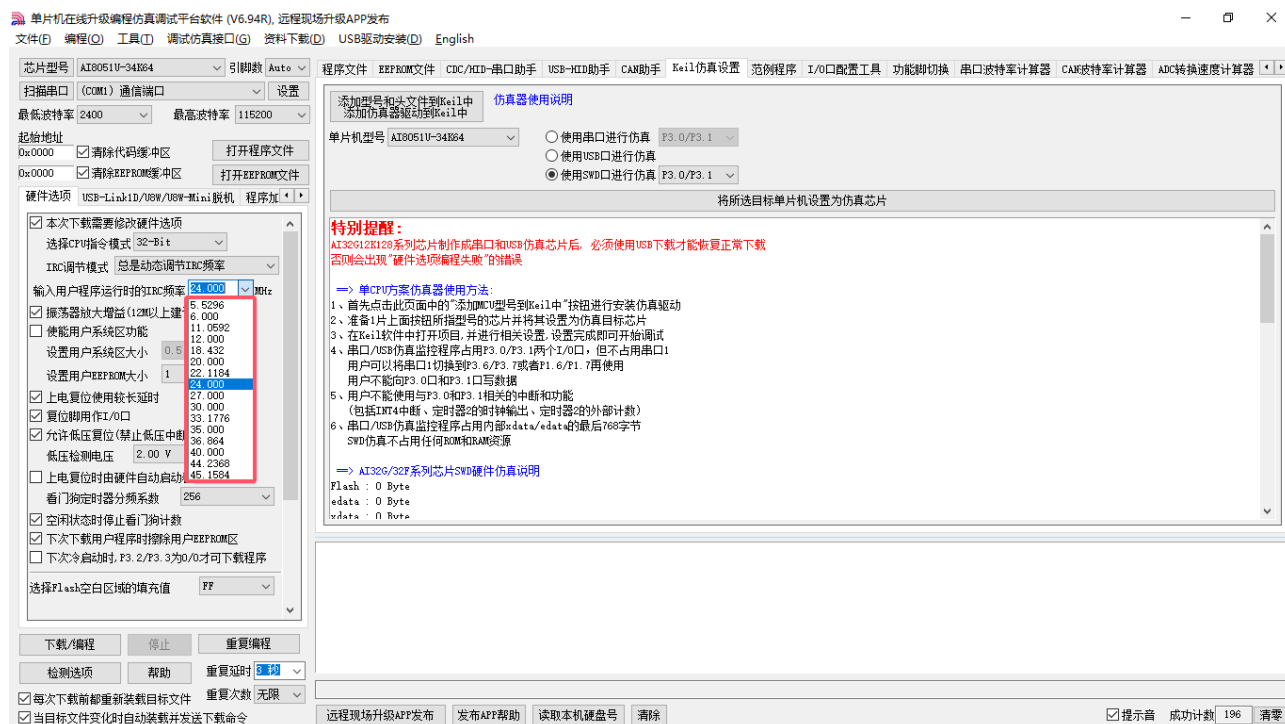 单片机在线升级编程仿真调试平台软件 (V6.94R), 远程现场升级APP发布
文件(F) 编程(O) 工具(T) 调试仿真接口(G) 资料下载(D) USB驱动安装(D) English
芯片型号 AI8051U-34K64 引脚数 Auto
扫描串口 (COM1) 通信端口 设置
最低波特率 2400 最高波特率 115200
起始地址
0x0000 清除代码缓冲区 打开程序文件
0x0000 清除EEPROM缓冲区 打开EEPROM文件
硬件选项 USB-Link1D/U8W/U8W-Mini脱机 程序加
本次下载需要修改硬件选项
选择CPU指令模式 32-Bit
IRC调节模式 总是动态调节IRC频率
输入用户程序运行时的IRC频率 24.000 MHz
5.5296
6.000
11.0592
12.000
18.432
20.000
22.1184
24.000
27.000
30.000
33.1776
35.000
36.864
40.000
44.2368
45.1584
振荡器放大增益(12M以上建
使能用户系统区功能
设置用户系统区大小 0.5
设置用户EEPROM大小 1
上电复位使用较长延时
复位脚用作I/O口
允许低压复位(禁止低压中断
低压检测电压 2.00 V
上电复位时由硬件自动启动
看门狗定时器分频系数 256
空闲状态时停止看门狗计数
下次下载用户程序时擦除用户EEPROM区
下次冷启动时,P3.2/P3.3为0/0才可下载程序
选择Flash空白区域的填充值 FF
下载/编程 停止 重复编程
检测选项 帮助 重复延时 3 秒
每次下载前都重新装载目标文件 重复次数 无限
当目标文件变化时自动装载并发送下载命令
程序文件 EEPROM文件 CDC/HID-串口助手 USB-HID助手 CAN助手 Keil仿真设置 范例程序 I/O口配置工具 功能脚切换 串口波特率计算器 CAN波特率计算器 ADC转换速度计算器
添加型号和头文件到Keil中
添加仿真器驱动到Keil中
仿真器使用说明
单片机型号 AI8051U-34K64
使用串口进行仿真 P3.0/P3.1
使用USB口进行仿真
使用SWD口进行仿真 P3.0/P3.1
将所选目标单片机设置为仿真芯片
特别提醒:
AI32G12K128系列芯片制作成串口和USB仿真芯片后, 必须使用USB下载才能恢复正常下载
否则会出现"硬件选项编程失败"的错误
==> 单CPU方案仿真器使用方法:
1、首先点击此页面中的"添加MCU型号到Keil中"按钮进行安装仿真驱动
2、准备1片上面按钮所指型号的芯片并将其设置为仿真目标芯片
3、在Keil软件中打开项目,并进行相关设置,设置完成即可开始调试
4、串口/USB仿真监控程序占用P3.0/P3.1两个I/O口, 但不占用串口1
用户可以将串口1切换到P3.6/P3.7或者P1.6/P1.7再使用
用户不能向P3.0口和P3.1口写数据
5、用户不能使用与P3.0和P3.1相关的中断和功能
(包括INT4中断、定时器2的时钟输出、定时器2的外部计数)
6、串口/USB仿真监控程序占用内部xdata/edata的最后768字节
SWD仿真不占用任何ROM和RAM资源
==> AI32G/32F系列芯片SWD硬件仿真说明
Flash : 0 Byte
edata : 0 Byte
xdata : 0 Byte
远程现场升级APP发布 发布APP帮助 读取本机硬盘号 清除 提示音 成功计数 196 清零